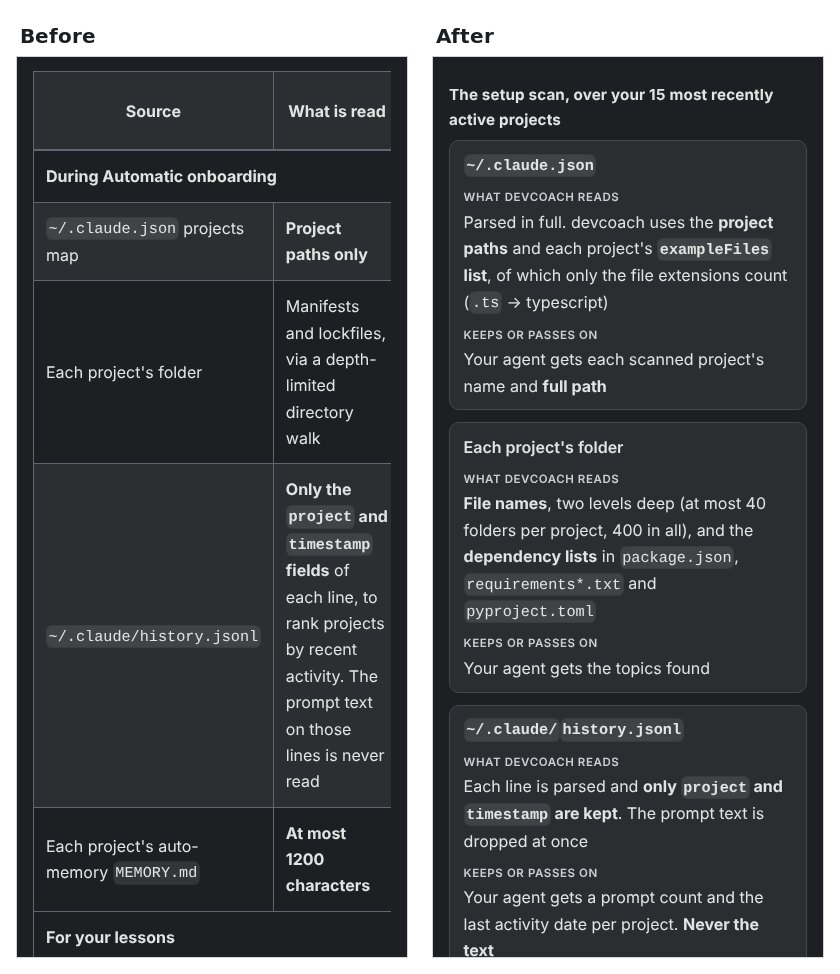 Before
Source
What is read
During Automatic onboarding
~/.claude.json projects
map
Project
paths only
Each project's folder
Manifests
and lockfiles,
via a depth-
limited
directory
walk
~/.claude/history.jsonl
Only the
project and
timestamp
fields of
each line, to
rank projects
by recent
activity. The
prompt text
on those
lines is never
read
Each project's auto-
memory MEMORY.md
At most
1200
characters
For your lessons
After
The setup scan, over your 15 most recently
active projects
~/.claude.json
WHAT DEVCOACH READS
Parsed in full. devcoach uses the project
paths and each project's exampleFiles
list, of which only the file extensions count
(.ts → typescript)
KEEPS OR PASSES ON
Your agent gets each scanned project's
name and full path
Each project's folder
WHAT DEVCOACH READS
File names, two levels deep (at most 40
folders per project, 400 in all), and the
dependency lists in package.json,
requirements*.txt and
pyproject.toml
KEEPS OR PASSES ON
Your agent gets the topics found
~/.claude/history.jsonl
WHAT DEVCOACH READS
Each line is parsed and only project and
timestamp are kept. The prompt text is
dropped at once
KEEPS OR PASSES ON
Your agent gets a prompt count and the
last activity date per project. Never the
text